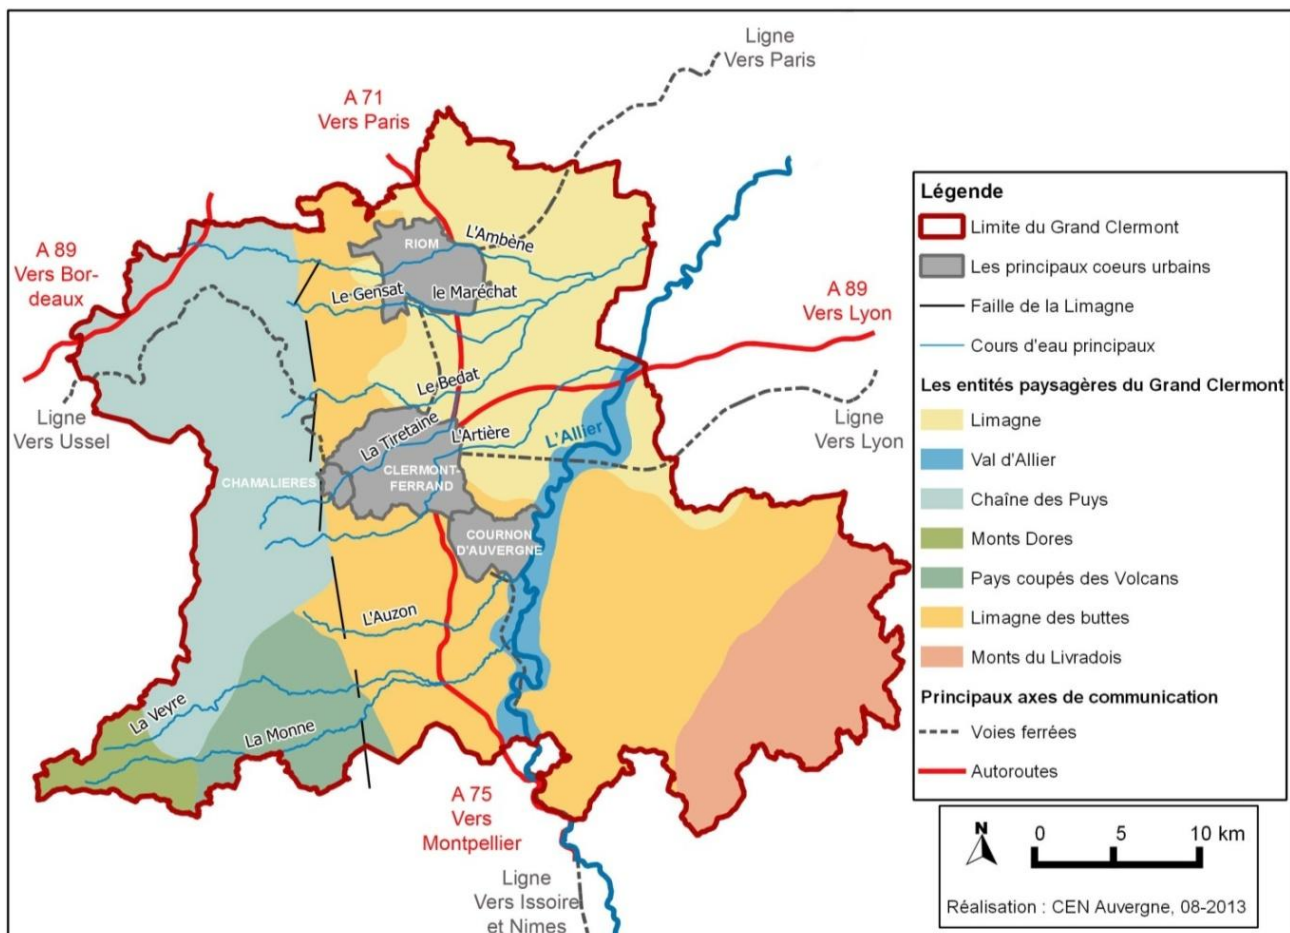 Ligne
Vers Paris
A 71
Vers Paris
A 89
Vers Bor-
deaux
Ligne
Vers Ussel
A 89
Vers Lyon
Ligne
Vers Lyon
RIOM
L'Ambène
Le Gensat
le Maréchat
Le Bedat
La Tiretaine
L'Artière
L'Allier
CHAMALIERES
CLERMONT-
FERRAND
COURNON
D'AUVERGNE
L'Auzon
La Veyre
La Monne
A 75
Vers
Montpellier
Ligne
Vers Issoire
et Nimes
Légende
Limite du Grand Clermont
Les principaux coeurs urbains
Faille de la Limagne
Cours d'eau principaux
Les entités paysagères du Grand Clermont
Limagne
Val d'Allier
Chaîne des Puys
Monts Dores
Pays coupés des Volcans
Limagne des buttes
Monts du Livradois
Principaux axes de communication
Voies ferrées
Autoroutes
N
0 5 10 km
Réalisation : CEN Auvergne, 08-2013